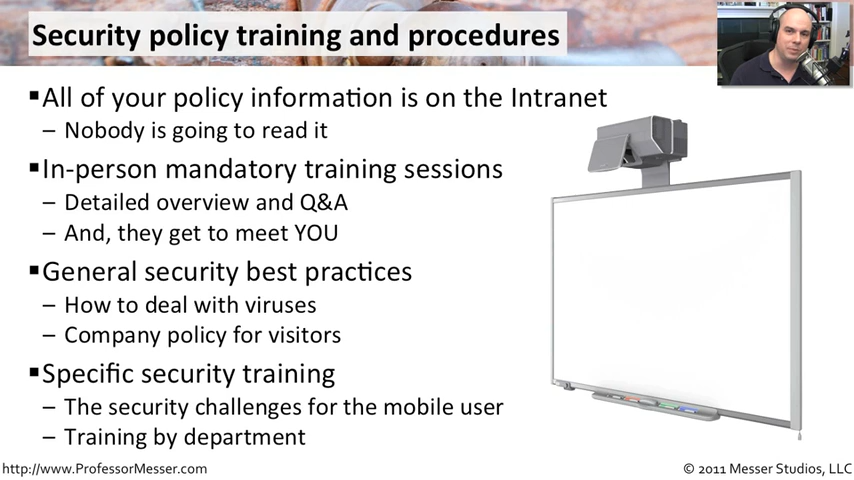 Security policy training and procedures
▪All of your policy information is on the Intranet
– Nobody is going to read it
▪In-person mandatory training sessions
– Detailed overview and Q&A
– And, they get to meet YOU
▪General security best practices
– How to deal with viruses
– Company policy for visitors
▪Specific security training
– The security challenges for the mobile user
– Training by department
http://www.ProfessorMesser.com
© 2011 Messer Studios, LLC